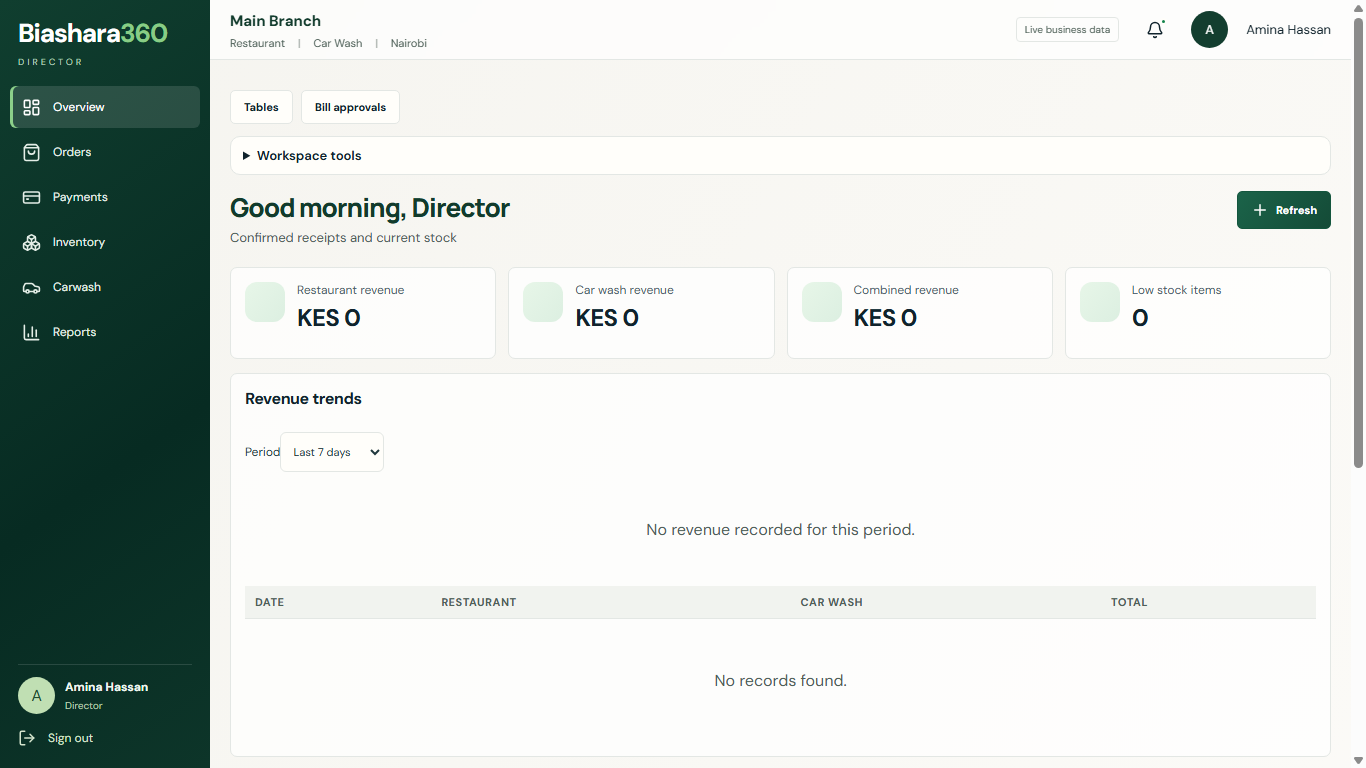 Biashara360
DIRECTOR
Overview
Orders
Payments
Inventory
Carwash
Reports
Amina Hassan
Director
Sign out
Main Branch
Restaurant | Car Wash | Nairobi
Live business data
A
Amina Hassan
Tables
Bill approvals
Workspace tools
Good morning, Director
Confirmed receipts and current stock
Refresh
Restaurant revenue
KES 0
Car wash revenue
KES 0
Combined revenue
KES 0
Low stock items
0
Revenue trends
Period Last 7 days
No revenue recorded for this period.
DATE RESTAURANT CAR WASH TOTAL
No records found.
A